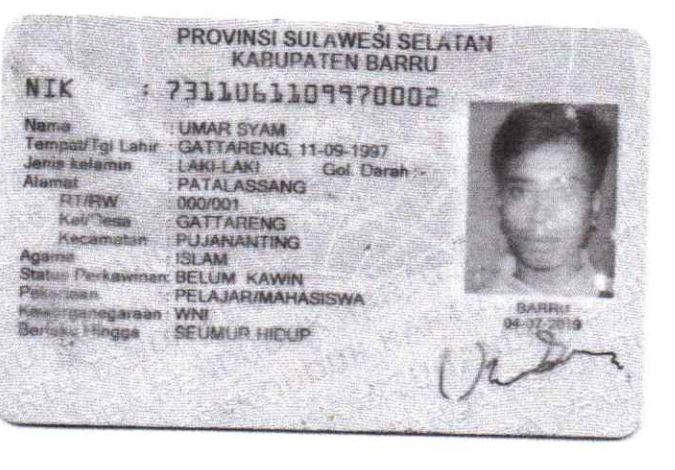 PROVINSI SULAWESI SELATAN
KABUPATEN BARRU
NIK : 7311061109970002
Nama : UMAR SYAM
Tempat/Tgl Lahir : GATTARENG, 11-09-1997
Jenis kelamin : LAKI-LAKI Gol. Darah :-
Alamat : PATALASSANG
RT/RW : 000/001
Kel/Desa : GATTARENG
Kecamatan : PUJANANTING
Agama : ISLAM
Status Perkawinan: BELUM KAWIN
Pekerjaan : PELAJAR/MAHASISWA
Kewarganegaraan : WNI
Berlaku Hingga : SEUMUR HIDUP
BARRU
04-07-2019